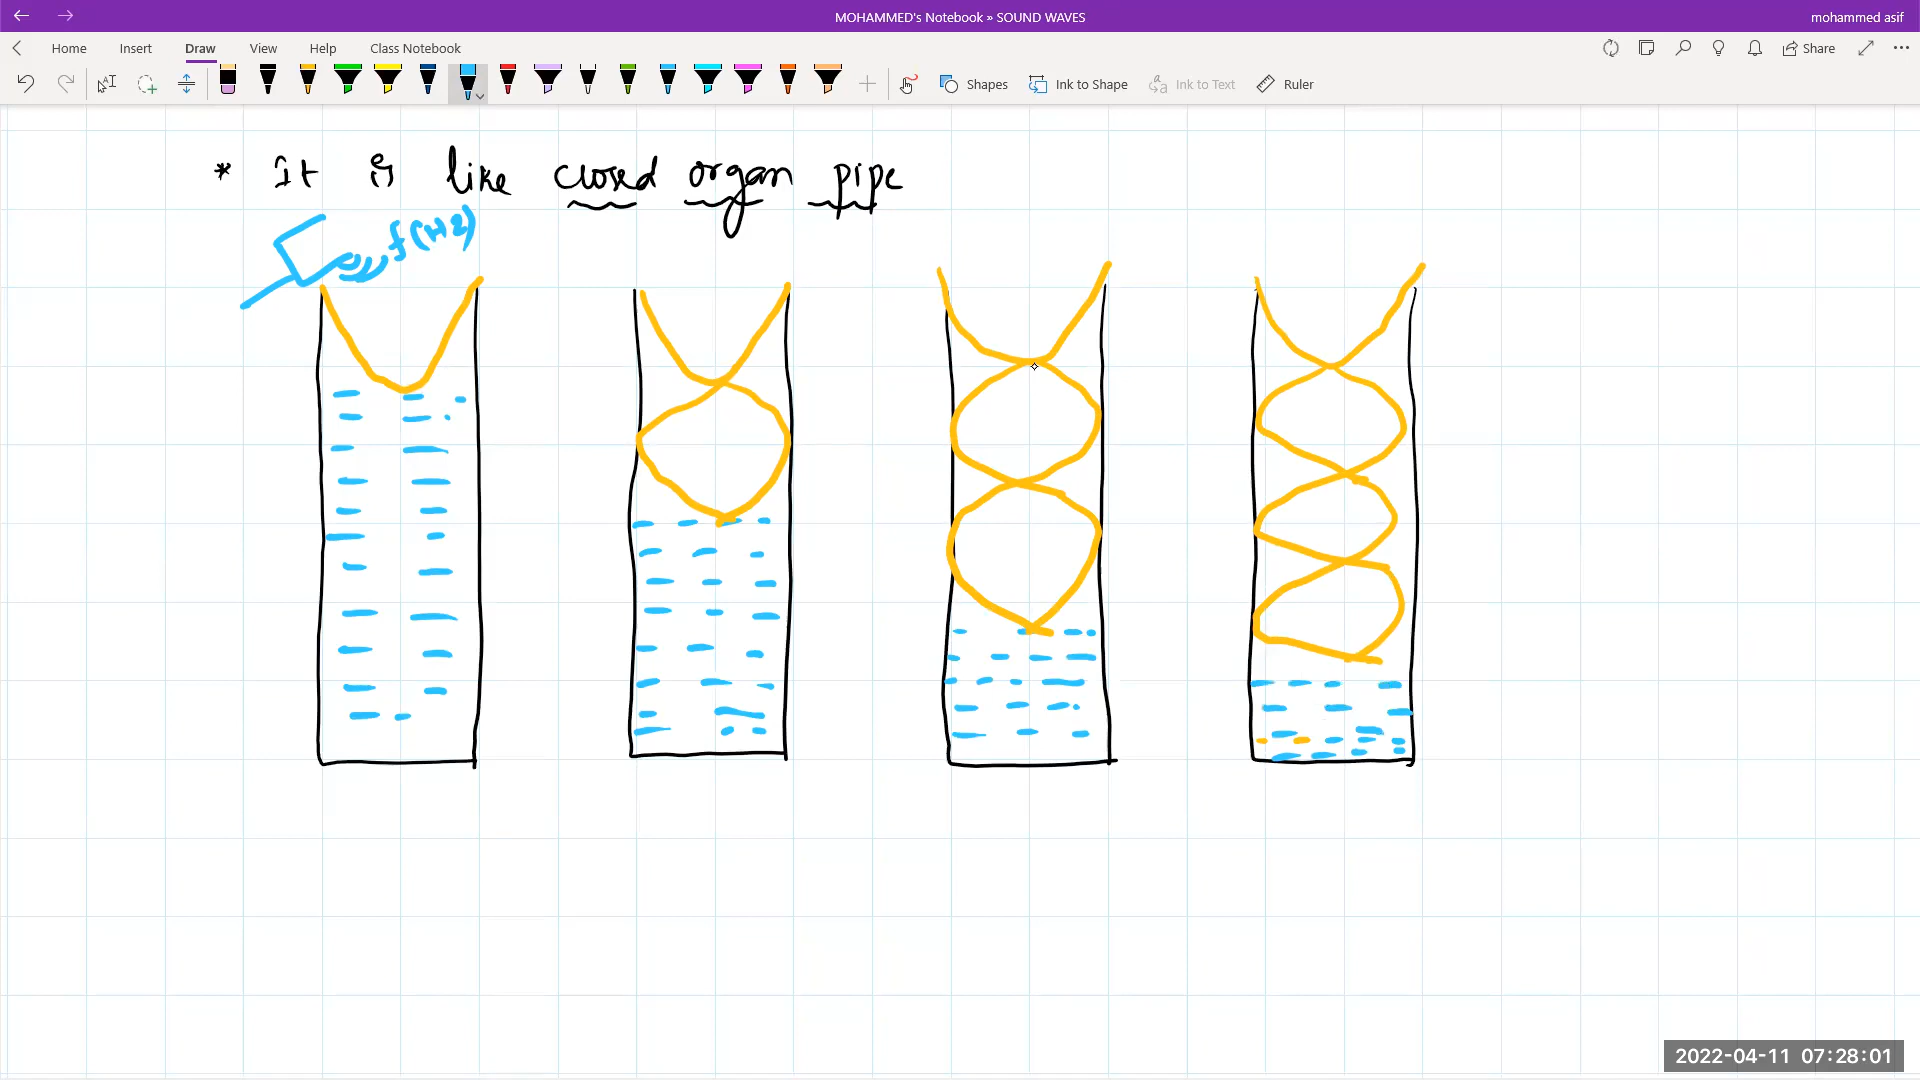 MOHAMMED's Notebook » SOUND WAVES
mohammed asif
Home Insert Draw View Help Class Notebook
Share
Shapes Ink to Shape Ink to Text Ruler
* It is like closed organ pipe
f(Hz)
2022-04-11 07:28:01